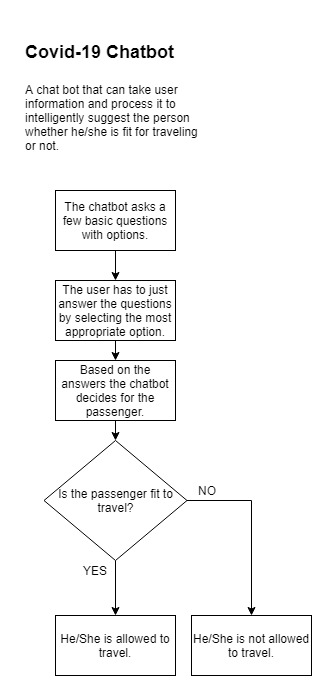 Covid-19 Chatbot
A chat bot that can take user
information and process it to
intelligently suggest the person
whether he/she is fit for traveling
or not.
The chatbot asks a
few basic questions
with options.
The user has to just
answer the questions
by selecting the most
appropriate option.
Based on the
answers the chatbot
decides for the
passenger.
Is the passenger fit to
travel?
NO
YES
He/She is allowed to
travel.
He/She is not allowed
to travel.